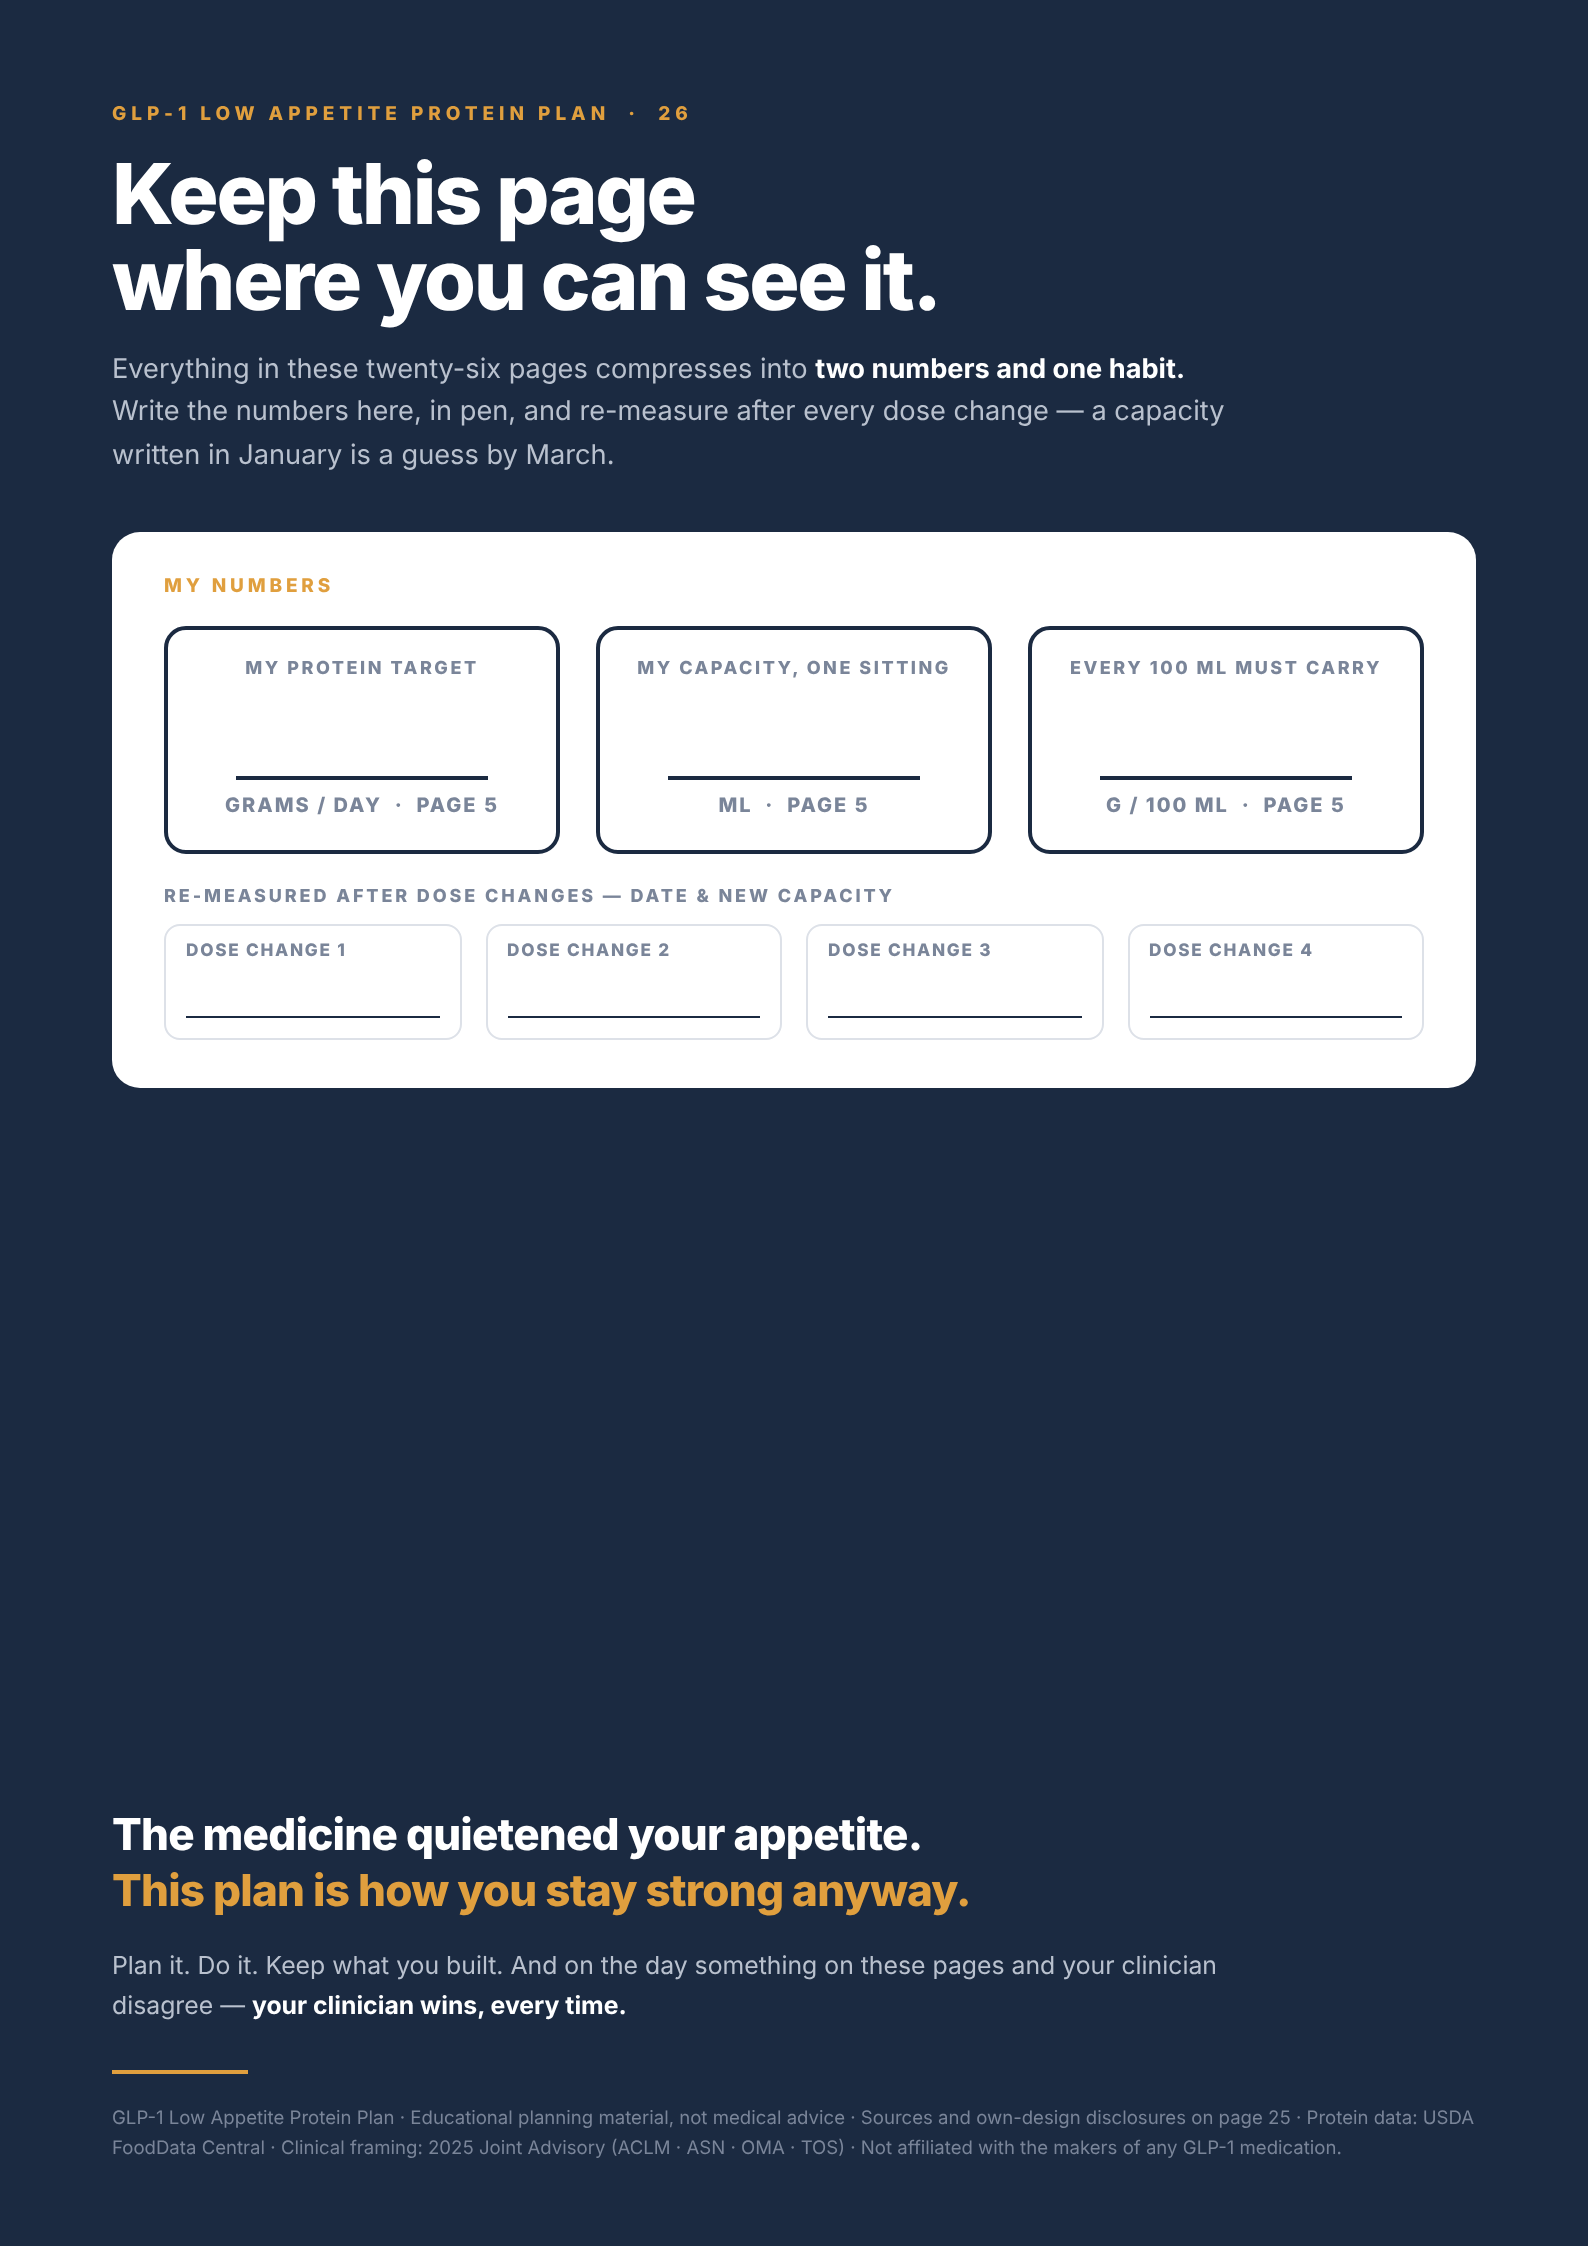 GLP-1 LOW APPETITE PROTEIN PLAN · 26
Keep this page
where you can see it.
Everything in these twenty-six pages compresses into two numbers and one habit.
Write the numbers here, in pen, and re-measure after every dose change — a capacity
written in January is a guess by March.
MY NUMBERS
MY PROTEIN TARGET
GRAMS / DAY · PAGE 5
MY CAPACITY, ONE SITTING
ML · PAGE 5
EVERY 100 ML MUST CARRY
G / 100 ML · PAGE 5
RE-MEASURED AFTER DOSE CHANGES — DATE & NEW CAPACITY
DOSE CHANGE 1
DOSE CHANGE 2
DOSE CHANGE 3
DOSE CHANGE 4
The medicine quietened your appetite.
This plan is how you stay strong anyway.
Plan it. Do it. Keep what you built. And on the day something on these pages and your clinician
disagree — your clinician wins, every time.
GLP-1 Low Appetite Protein Plan · Educational planning material, not medical advice · Sources and own-design disclosures on page 25 · Protein data: USDA
FoodData Central · Clinical framing: 2025 Joint Advisory (ACLM · ASN · OMA · TOS) · Not affiliated with the makers of any GLP-1 medication.